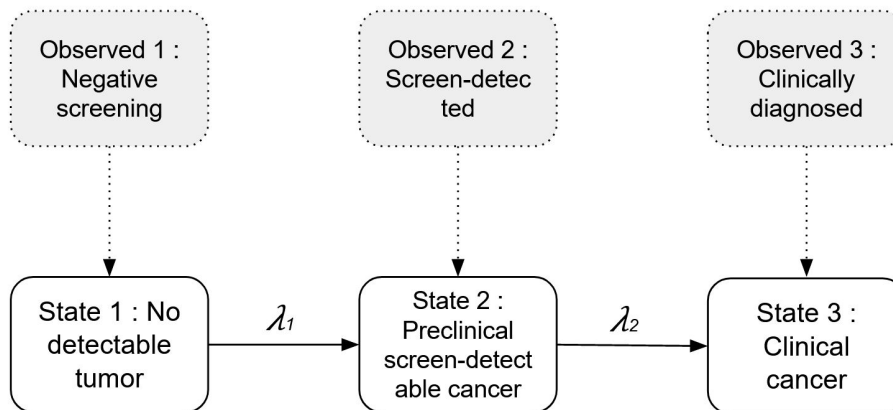 Observed 1 :
Negative
screening
Observed 2 :
Screen-detec
ted
Observed 3 :
Clinically
diagnosed
State 1 : No
detectable
tumor
λ1
State 2 :
Preclinical
screen-detect
able cancer
λ2
State 3 :
Clinical
cancer